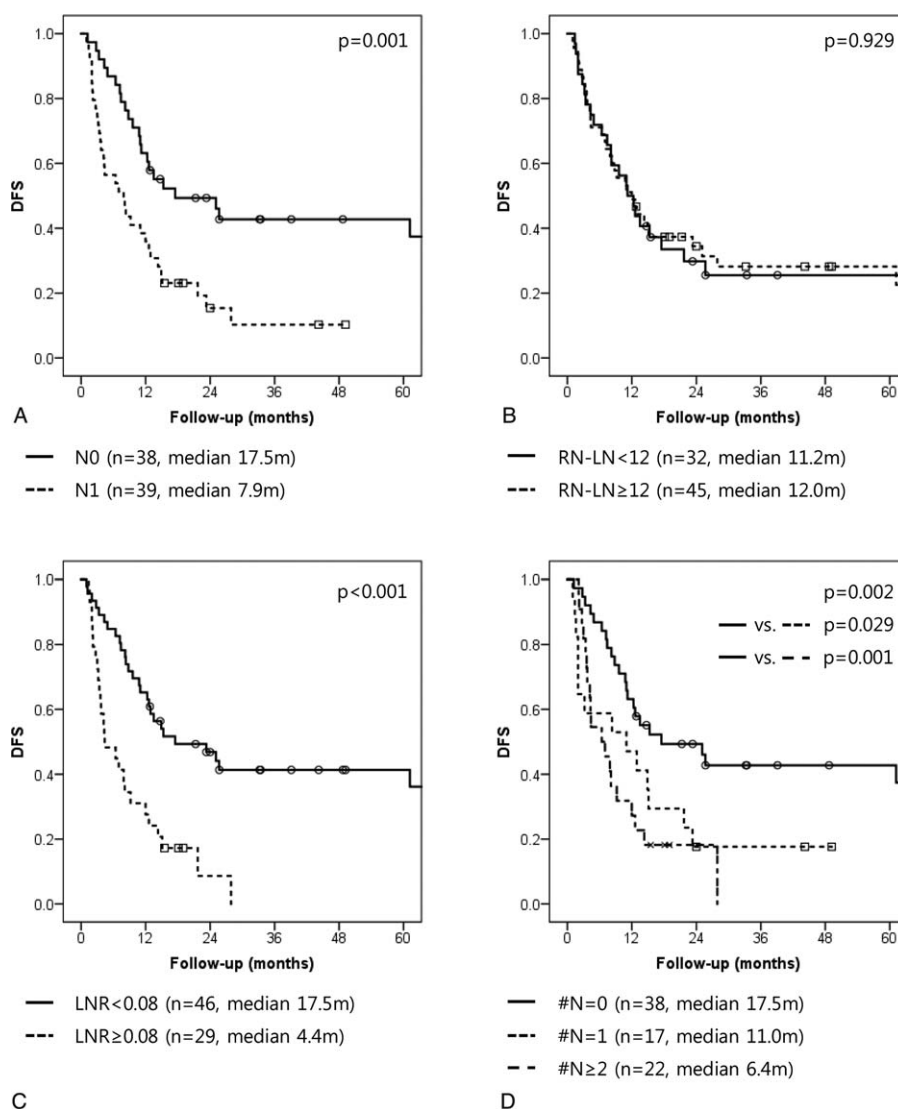 p=0.001
DFS
1.0
0.8
0.6
0.4
0.2
0.0
0 12 24 36 48 60
Follow-up (months)
A
N0 (n=38, median 17.5m)
N1 (n=39, median 7.9m)
p=0.929
DFS
1.0
0.8
0.6
0.4
0.2
0.0
0 12 24 36 48 60
Follow-up (months)
B
RN-LN<12 (n=32, median 11.2m)
RN-LN≥12 (n=45, median 12.0m)
p<0.001
DFS
1.0
0.8
0.6
0.4
0.2
0.0
0 12 24 36 48 60
Follow-up (months)
LNR<0.08 (n=46, median 17.5m)
LNR≥0.08 (n=29, median 4.4m)
C
p=0.002
vs. p=0.029
vs. p=0.001
DFS
1.0
0.8
0.6
0.4
0.2
0.0
0 12 24 36 48 60
Follow-up (months)
#N=0 (n=38, median 17.5m)
#N=1 (n=17, median 11.0m)
#N≥2 (n=22, median 6.4m)
D